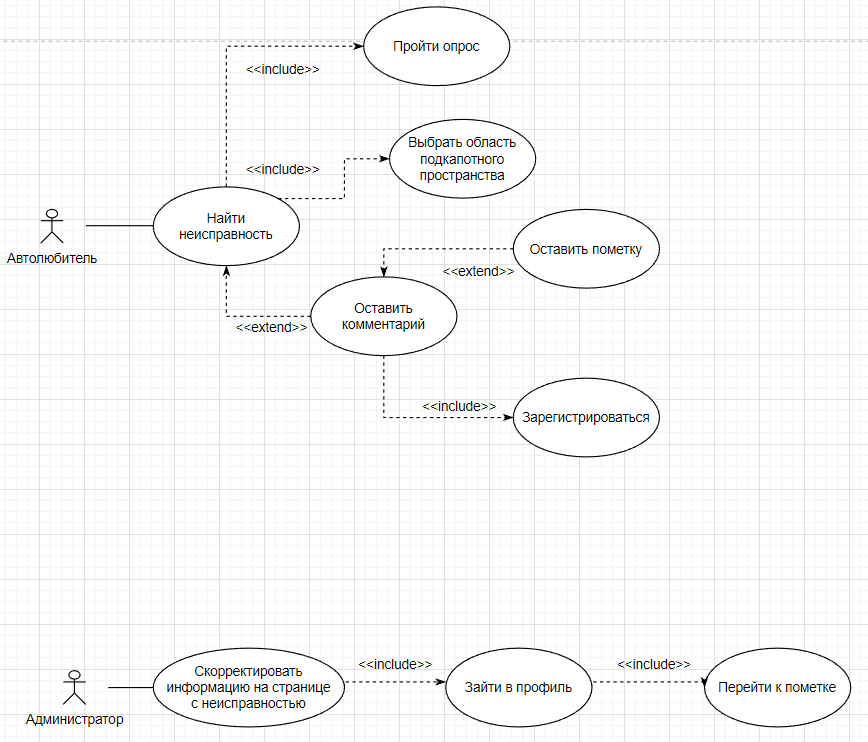 Пройти опрос
<<include>>
Выбрать область
подкапотного
пространства
<<include>>
Найти
неисправность
Автолюбитель
Оставить пометку
<<extend>>
Оставить
комментарий
<<extend>>
<<include>>
Зарегистрироваться
<<include>>
<<include>>
Скорректировать
информацию на странице
с неисправностью
Зайти в профиль
Перейти к пометке
Администратор